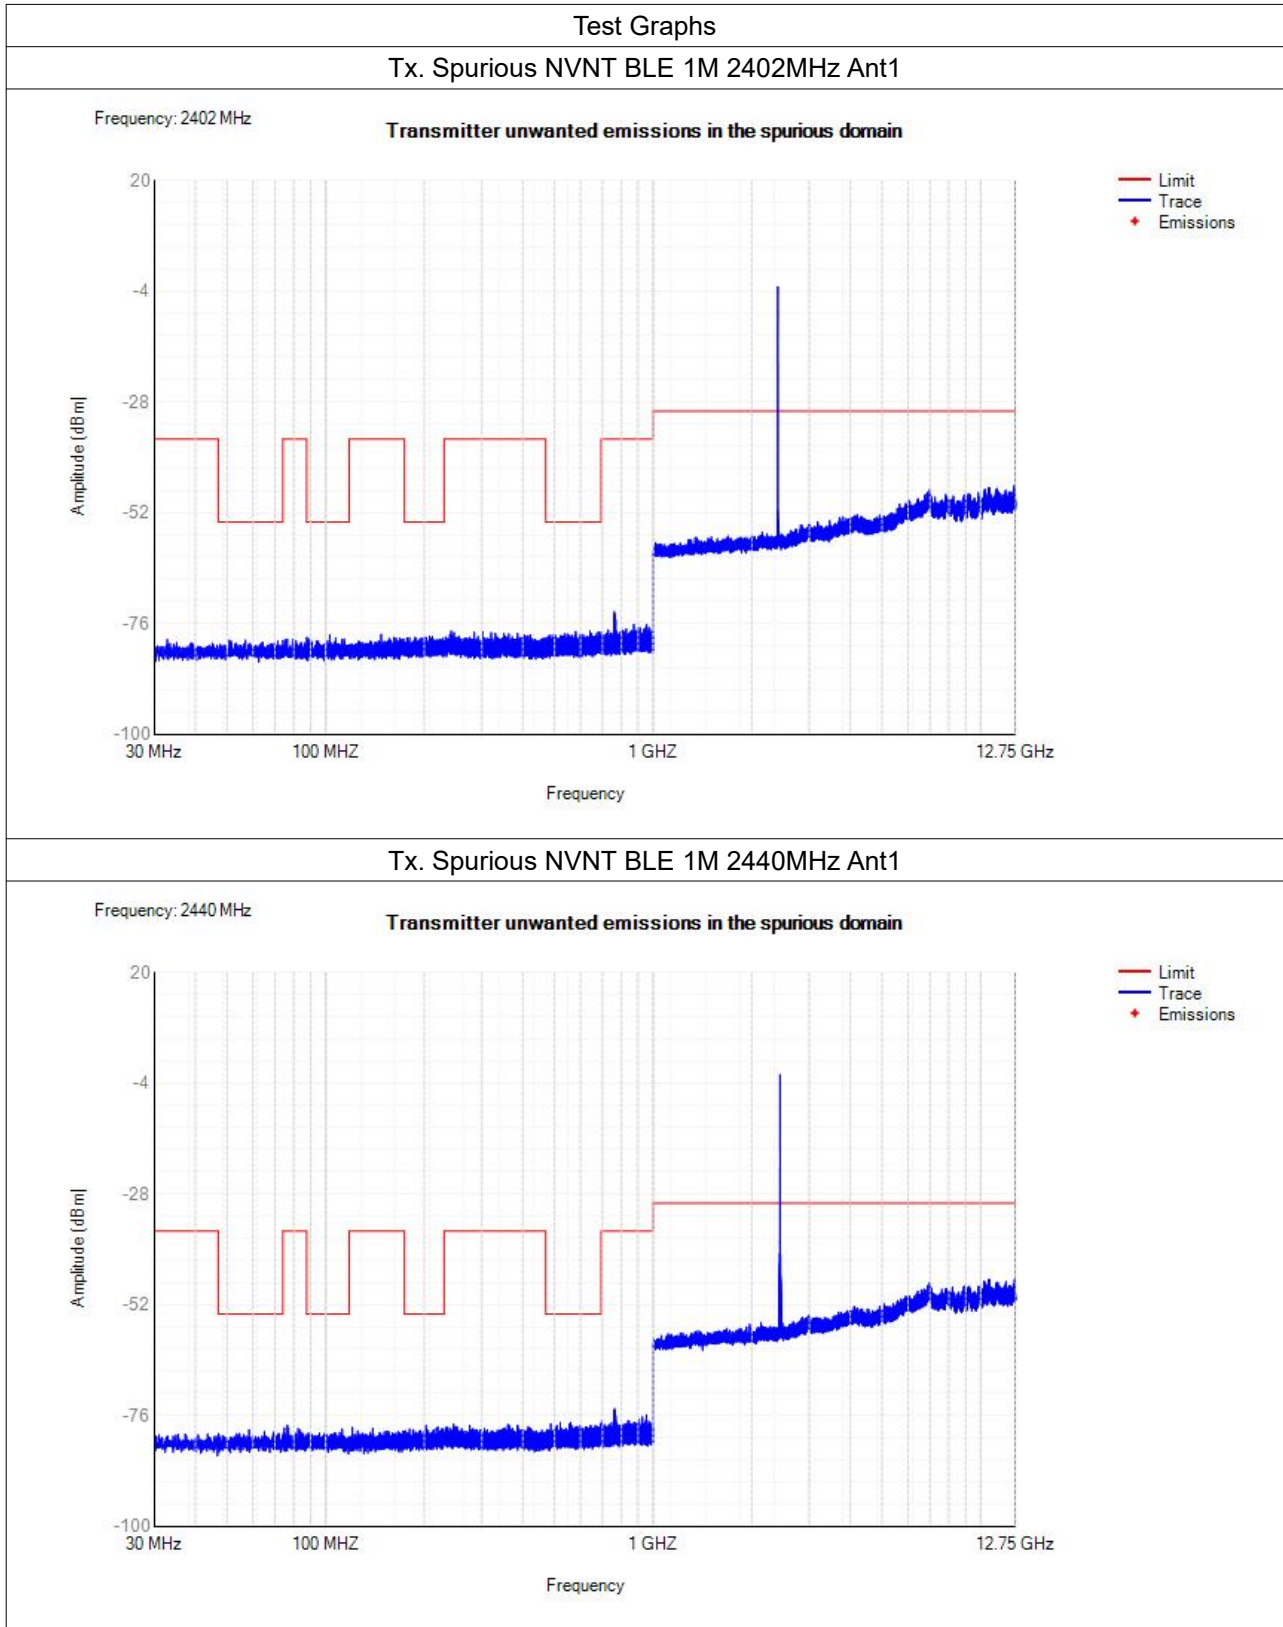 Test Graphs
Tx. Spurious NVNT BLE 1M 2402MHz Ant1
Frequency: 2402 MHz
Transmitter unwanted emissions in the spurious domain
Limit
Trace
Emissions
20
-4
-28
-52
-76
-100
Amplitude (dBm]
30 MHz 100 MHZ 1 GHZ 12.75 GHz
Frequency
Tx. Spurious NVNT BLE 1M 2440MHz Ant1
Frequency: 2440 MHz
Transmitter unwanted emissions in the spurious domain
Limit
Trace
Emissions
20
-4
-28
-52
-76
-100
Amplitude (dBm]
30 MHz 100 MHZ 1 GHZ 12.75 GHz
Frequency